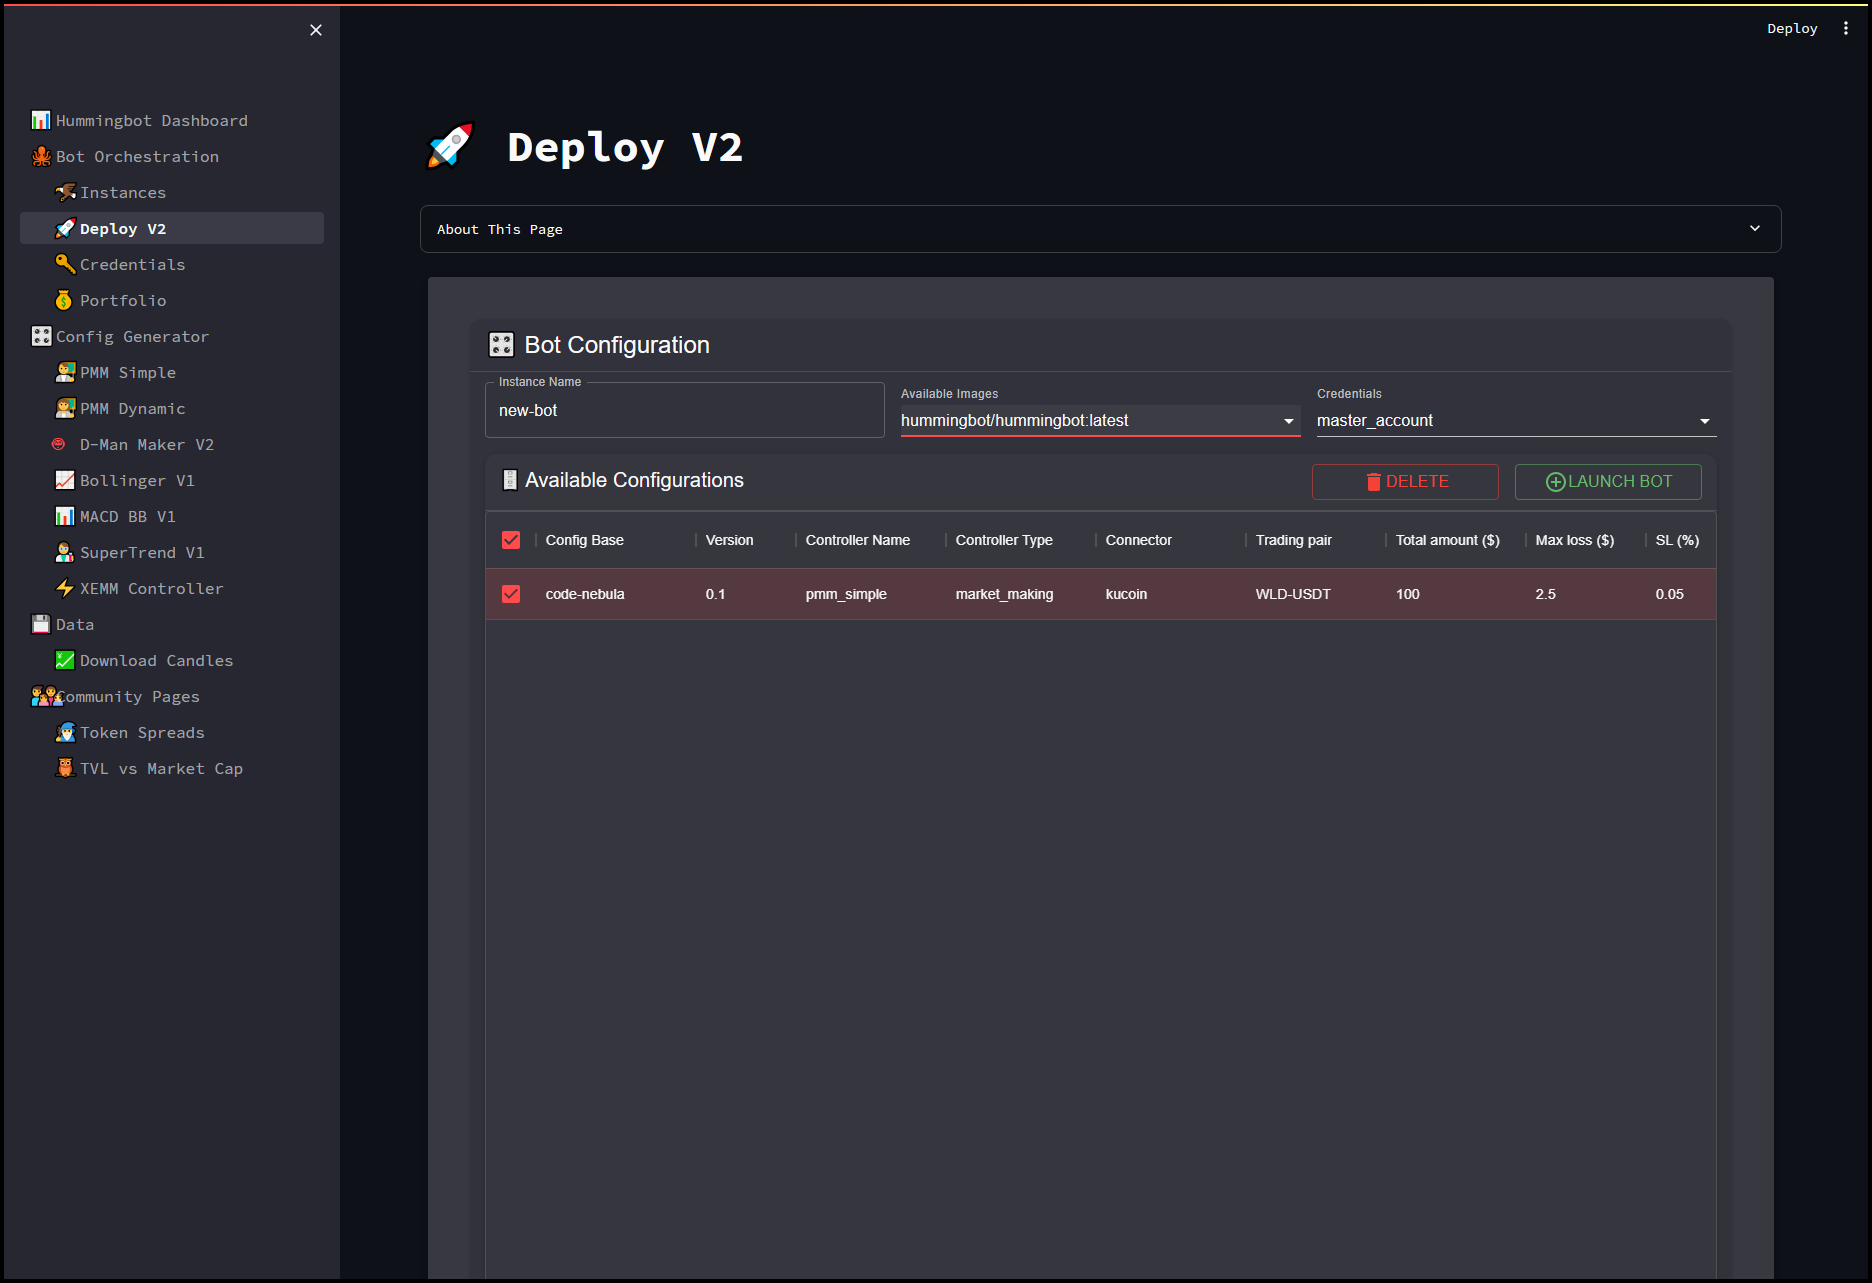 Deploy
Hummingbot Dashboard
Bot Orchestration
Instances
Deploy V2
Credentials
Portfolio
Config Generator
PMM Simple
PMM Dynamic
D-Man Maker V2
Bollinger V1
MACD BB V1
SuperTrend V1
XEMM Controller
Data
Download Candles
Community Pages
Token Spreads
TVL vs Market Cap
Deploy V2
About This Page
Bot Configuration
Instance Name
new-bot
Available Images
hummingbot/hummingbot:latest
Credentials
master_account
Available Configurations
DELETE
LAUNCH BOT
Config Base Version Controller Name Controller Type Connector Trading pair Total amount ($) Max loss ($) SL (%)
code-nebula 0.1 pmm_simple market_making kucoin WLD-USDT 100 2.5 0.05